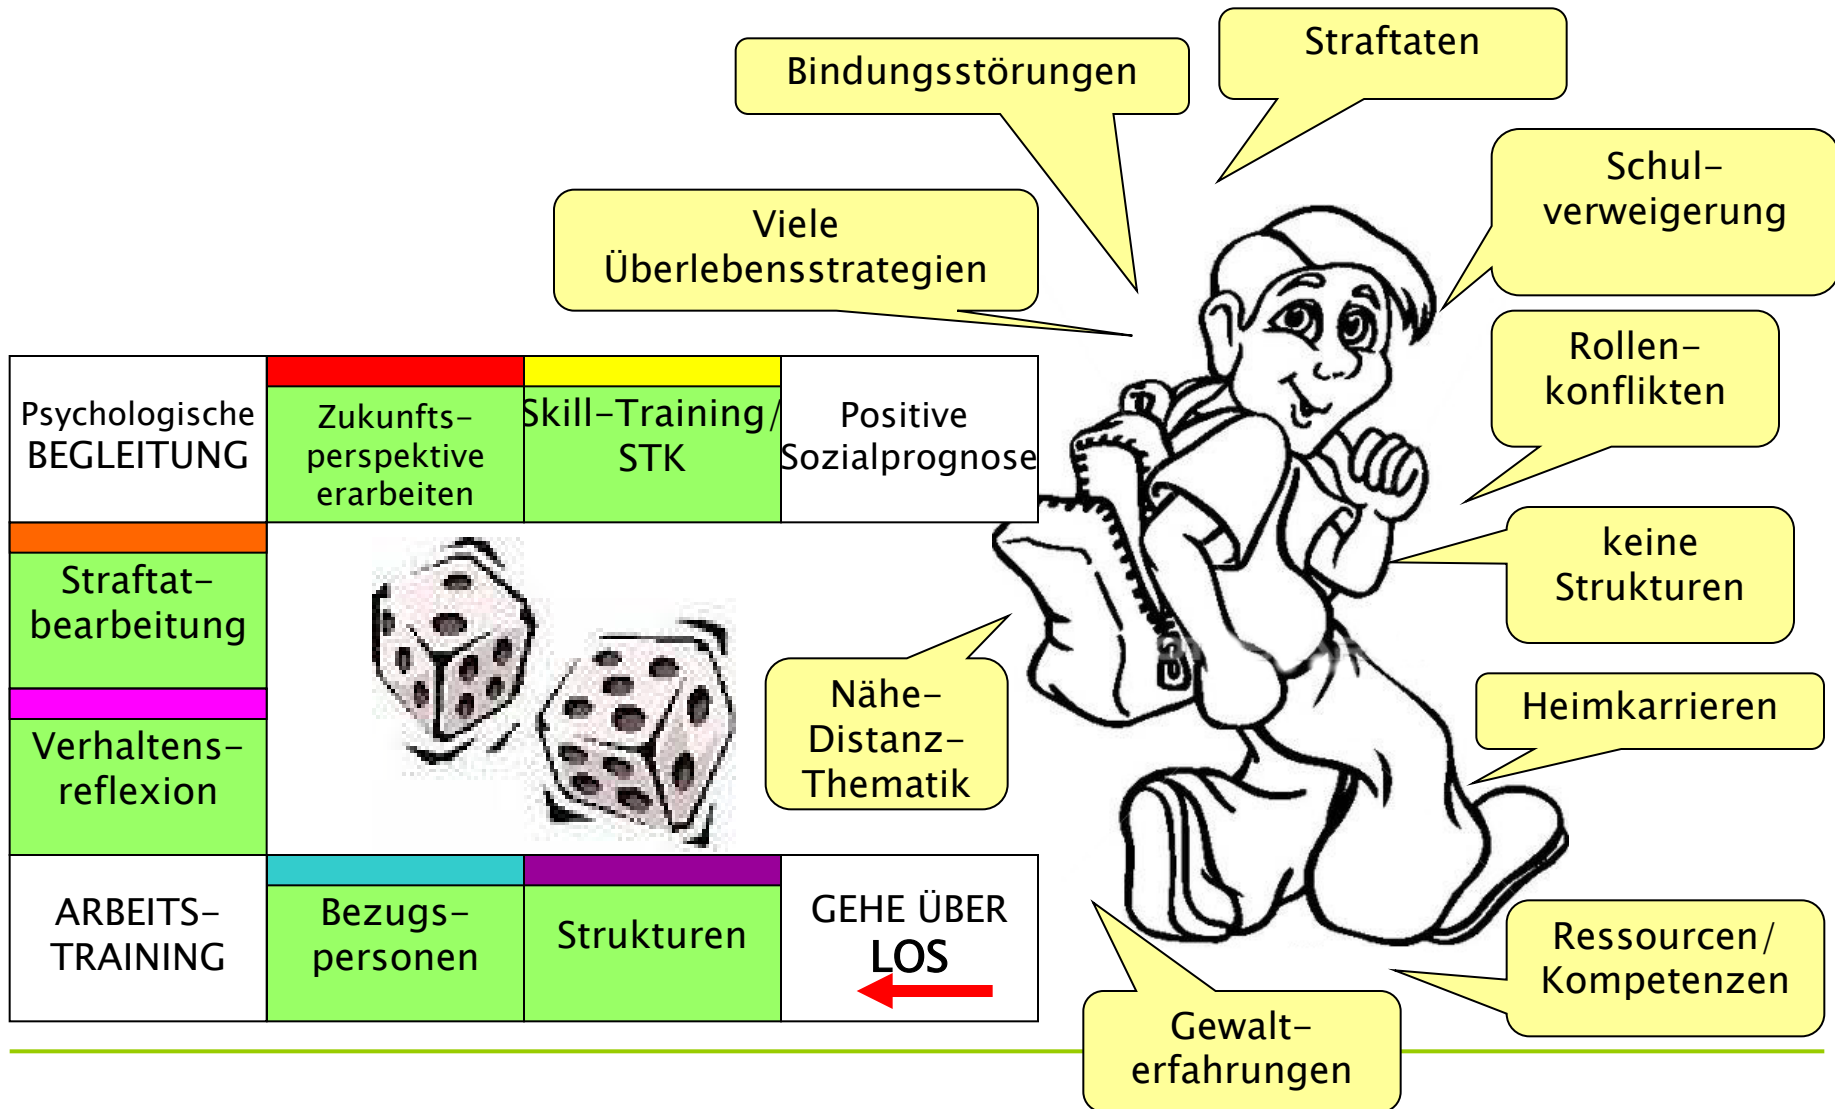 Straftaten
Bindungsstörungen
Schul-
verweigerung
Viele
Überlebensstrategien
Rollen-
konflikten
keine
Strukturen
Heimkarrieren
Nähe-
Distanz-
Thematik
Ressourcen/
Kompetenzen
Gewalt-
erfahrungen
Psychologische
BEGLEITUNG
Zukunfts-
perspektive
erarbeiten
Skill-Training/
STK
Positive
Sozialprognose
Straftat-
bearbeitung
Verhaltens-
reflexion
ARBEITS-
TRAINING
Bezugs-
personen
Strukturen
GEHE ÜBER
LOS